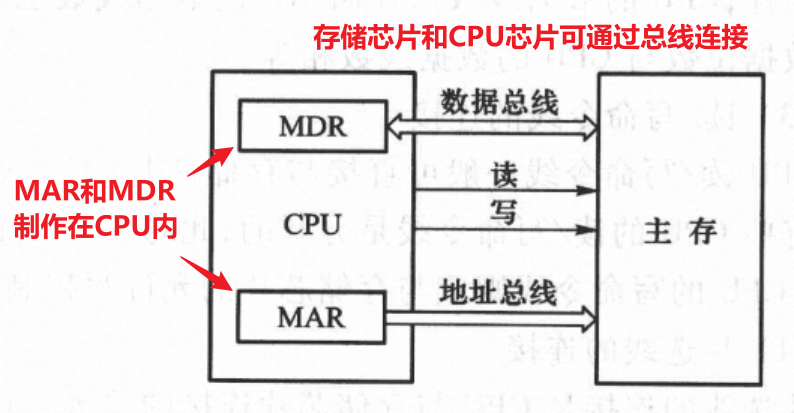 存储芯片和CPU芯片可通过总线连接
MDR
数据总线
MAR和MDR
制作在CPU内
CPU
读
写
主存
地址总线
MAR